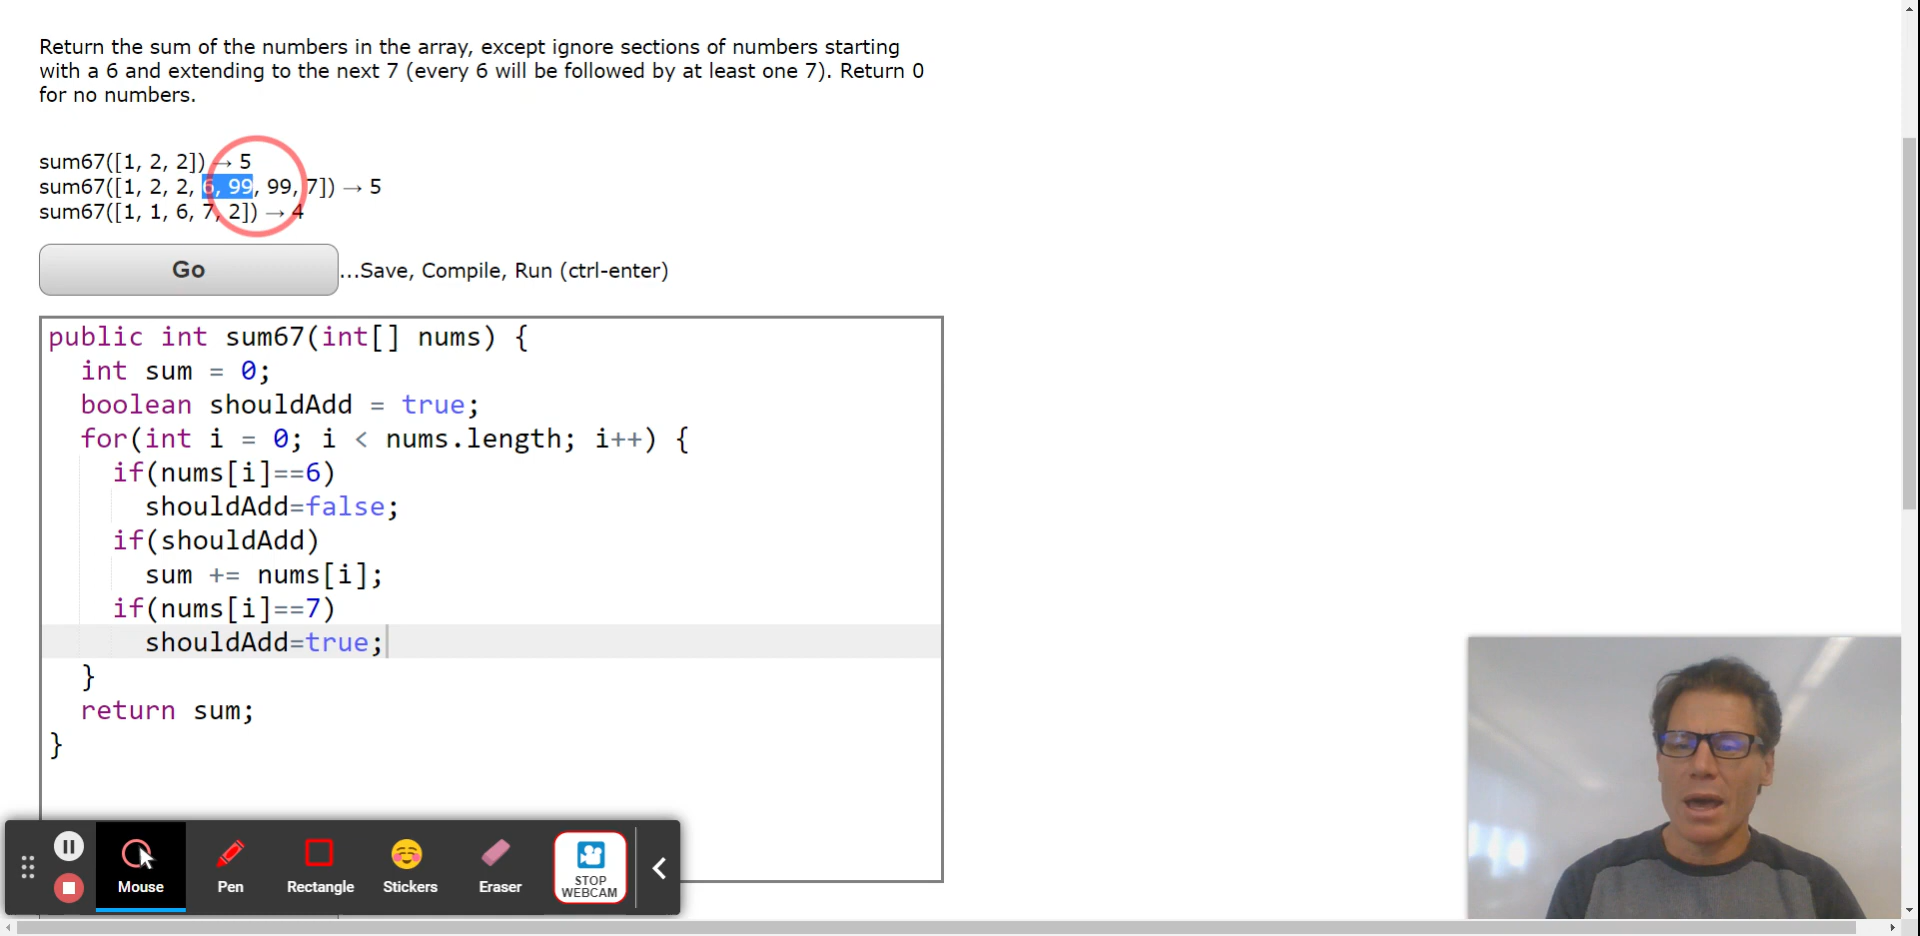 Return the sum of the numbers in the array, except ignore sections of numbers starting
with a 6 and extending to the next 7 (every 6 will be followed by at least one 7). Return 0
for no numbers.
sum67([1, 2, 2]) → 5
sum67([1, 2, 2, 6, 99, 99, 7]) → 5
sum67([1, 1, 6, 7, 2]) → 4
Go
...Save, Compile, Run (ctrl-enter)
public int sum67(int[] nums) {
  int sum = 0;
  boolean shouldAdd = true;
  for(int i = 0; i < nums.length; i++) {
    if(nums[i]==6)
      shouldAdd=false;
    if(shouldAdd)
      sum += nums[i];
    if(nums[i]==7)
      shouldAdd=true;
  }
  return sum;
}
Mouse
Pen
Rectangle
Stickers
Eraser
STOP
WEBCAM